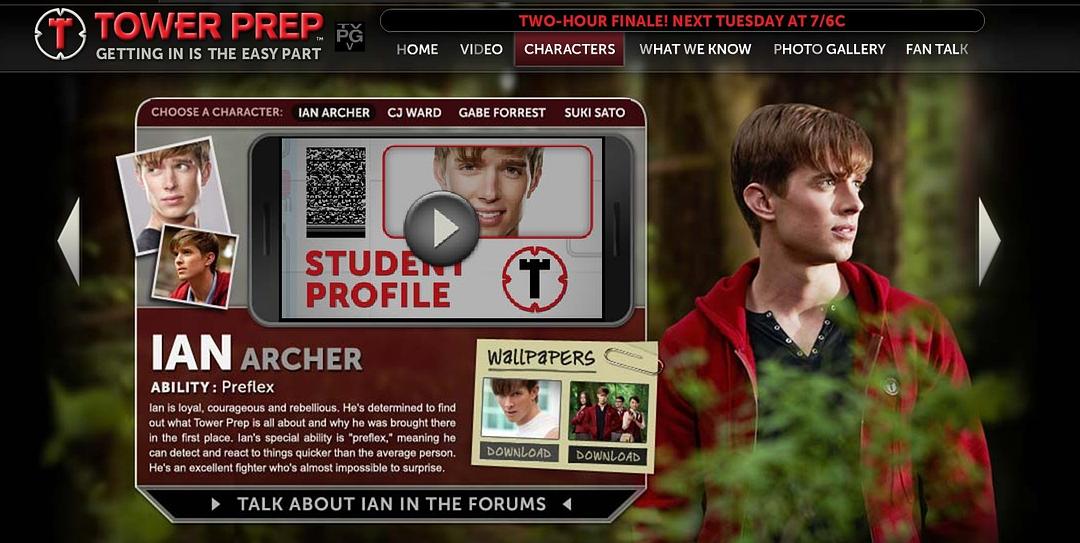 TOWER PREP™
GETTING IN IS THE EASY PART
TV
PG
V
TWO-HOUR FINALE! NEXT TUESDAY AT 7/6C
HOME VIDEO CHARACTERS WHAT WE KNOW PHOTO GALLERY FAN TALK
CHOOSE A CHARACTER: IAN ARCHER CJ WARD GABE FORREST SUKI SATO
STUDENT
PROFILE
T
IAN ARCHER
ABILITY : Preflex
Ian is loyal, courageous and rebellious. He's determined to find
out what Tower Prep is all about and why he was brought there
in the first place. Ian's special ability is "preflex," meaning he
can detect and react to things quicker than the average person.
He's an excellent fighter who's almost impossible to surprise.
WALLPAPERS
DOWNLOAD DOWNLOAD
TALK ABOUT IAN IN THE FORUMS